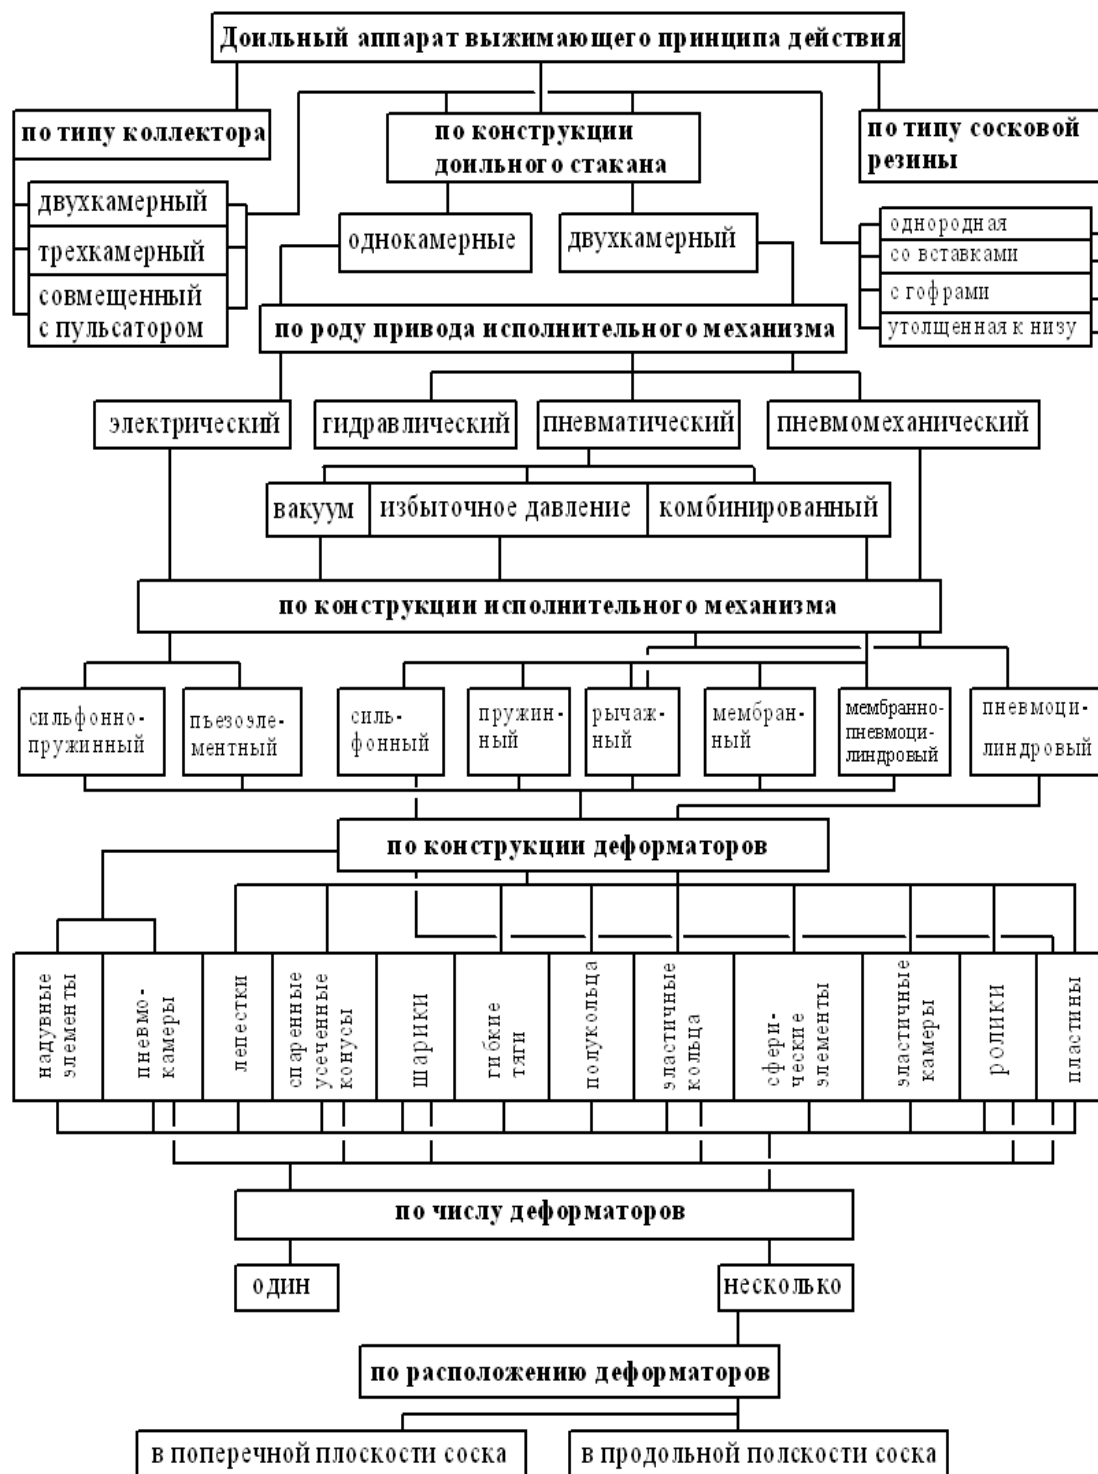 Доильный аппарат выжимающего принципа действия
по типу коллектора
по конструкции
доильного стакана
по типу сосковой
резины
двухкамерный
трехкамерный
совмещенный
с пульсатором
однокамерные
двухкамерный
однородная
со вставками
с гофрами
утолщенная к низу
по роду привода исполнительного механизма
электрический
гидравлический
пневматический
пневмомеханический
вакуум
избыточное давление
комбинированный
по конструкции исполнительного механизма
сильфонно-
пружинный
пьезоэле-
ментный
силь-
фонный
пружин-
ный
рычаж-
ный
мембран-
ный
мембранно-
пневмоци-
линдровый
пневмоци-
линдровый
по конструкции деформаторов
надувные
элементы
пневмо-
камеры
лепестки
спаренные
усеченные
конусы
шарики
гибкие
тяги
полукольца
эластичные
кольца
сфери-
ческие
элементы
эластичные
камеры
ролики
пластины
по числу деформаторов
один
несколько
по расположению деформаторов
в поперечной плоскости соска
в продольной полскости соска